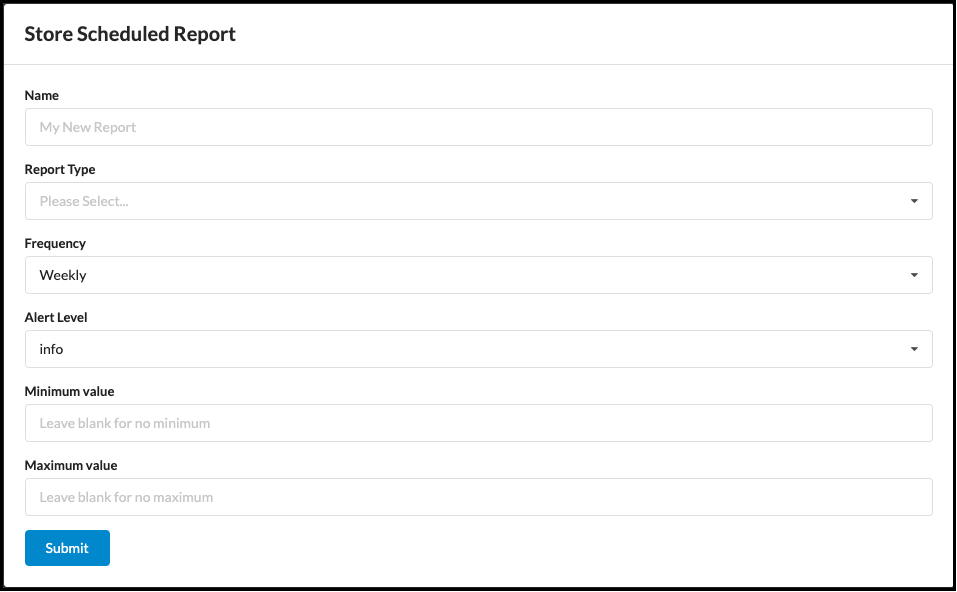 Store Scheduled Report
Name
My New Report
Report Type
Please Select...
Frequency
Weekly
Alert Level
info
Minimum value
Leave blank for no minimum
Maximum value
Leave blank for no maximum
Submit